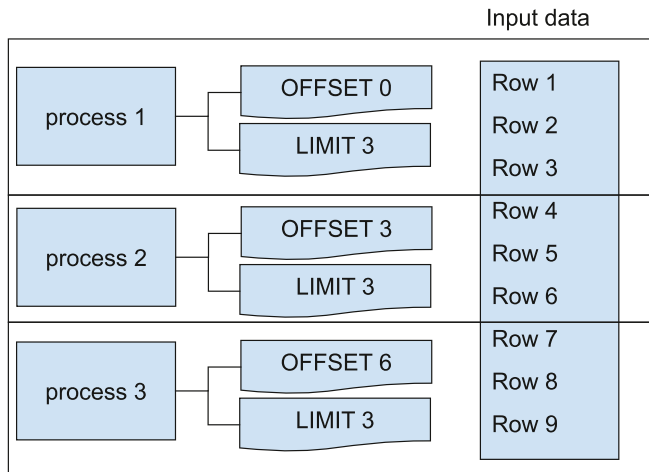 Input data
process 1
OFFSET 0
LIMIT 3
Row 1
Row 2
Row 3
process 2
OFFSET 3
LIMIT 3
Row 4
Row 5
Row 6
process 3
OFFSET 6
LIMIT 3
Row 7
Row 8
Row 9